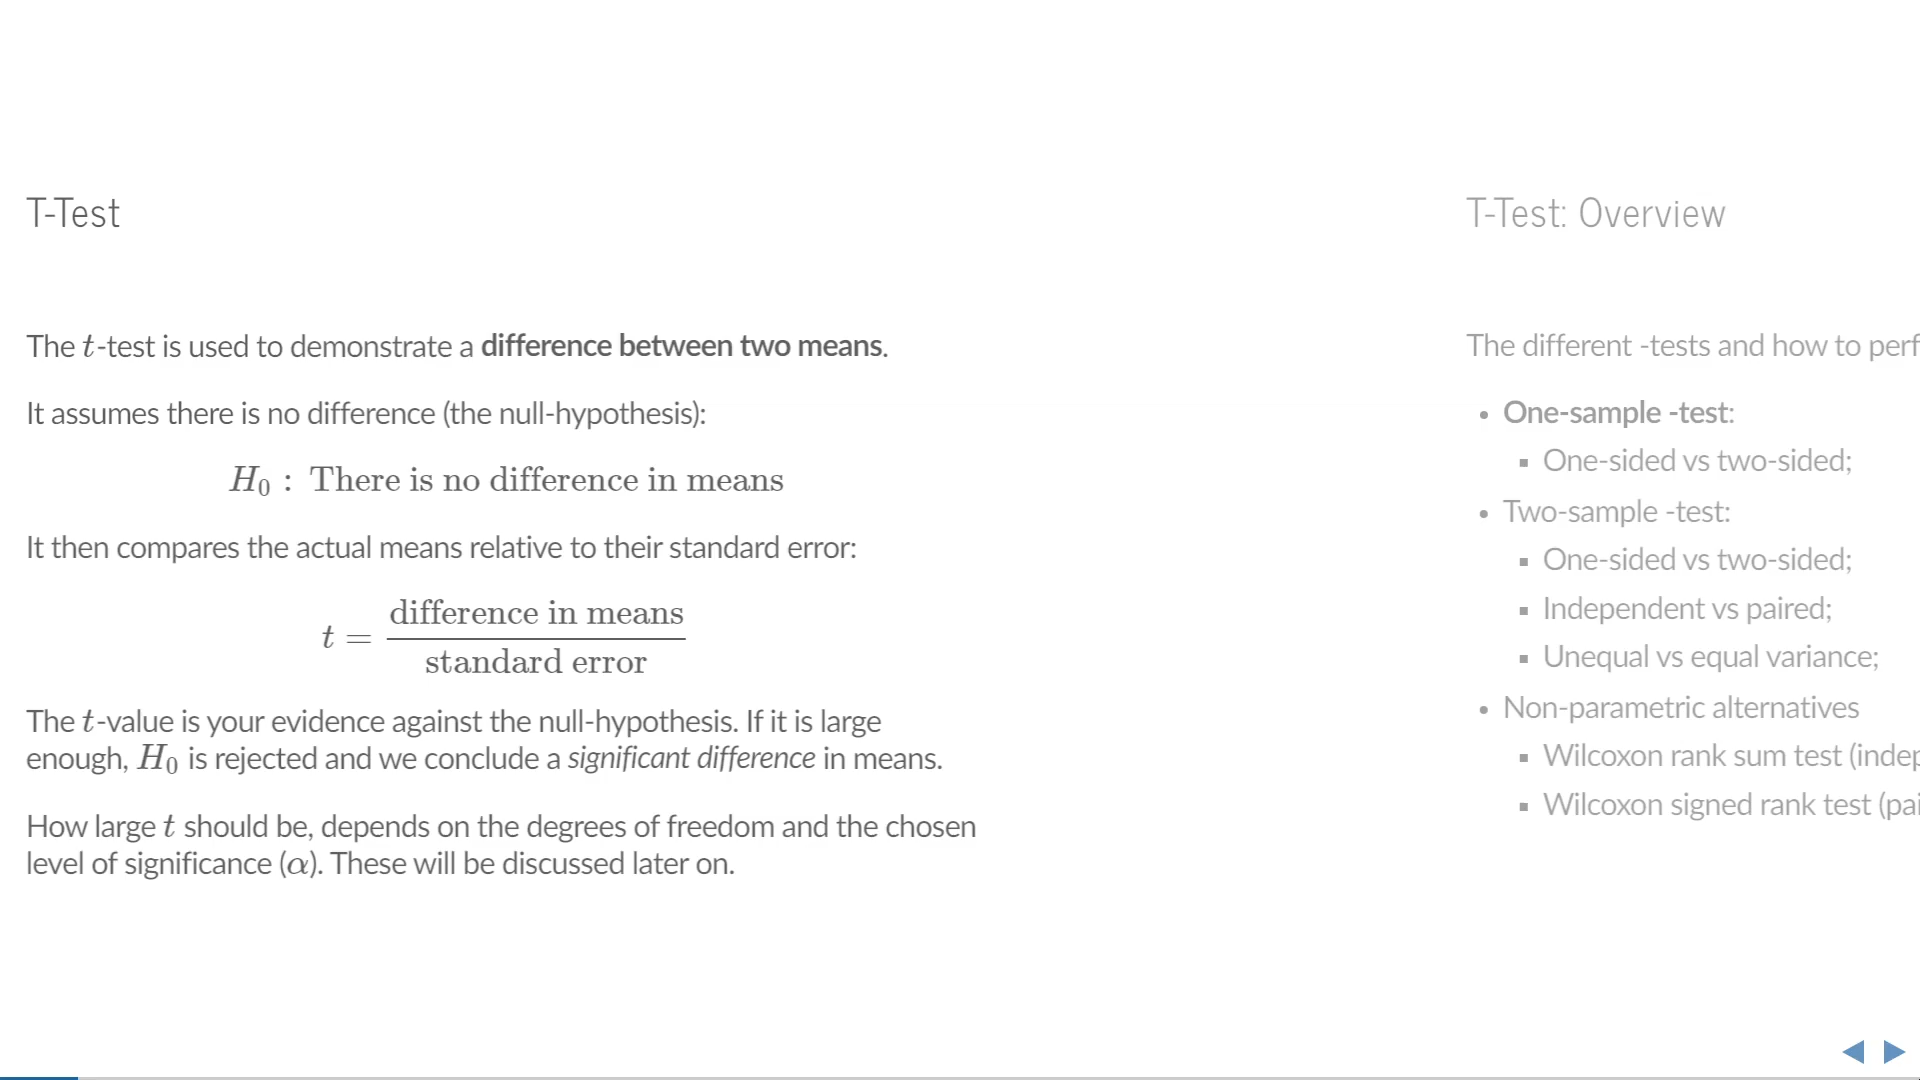 T-Test
The t-test is used to demonstrate a difference between two means.
It assumes there is no difference (the null-hypothesis):
H₀ : There is no difference in means
It then compares the actual means relative to their standard error:
t = difference in means / standard error
The t-value is your evidence against the null-hypothesis. If it is large
enough, H₀ is rejected and we conclude a significant difference in means.
How large t should be, depends on the degrees of freedom and the chosen
level of significance (α). These will be discussed later on.
T-Test: Overview
The different -tests and how to
• One-sample -test:
▪ One-sided vs two-sided;
• Two-sample -test:
▪ One-sided vs two-sided;
▪ Independent vs paired;
▪ Unequal vs equal variance;
• Non-parametric alternatives
▪ Wilcoxon rank sum test
▪ Wilcoxon signed rank test